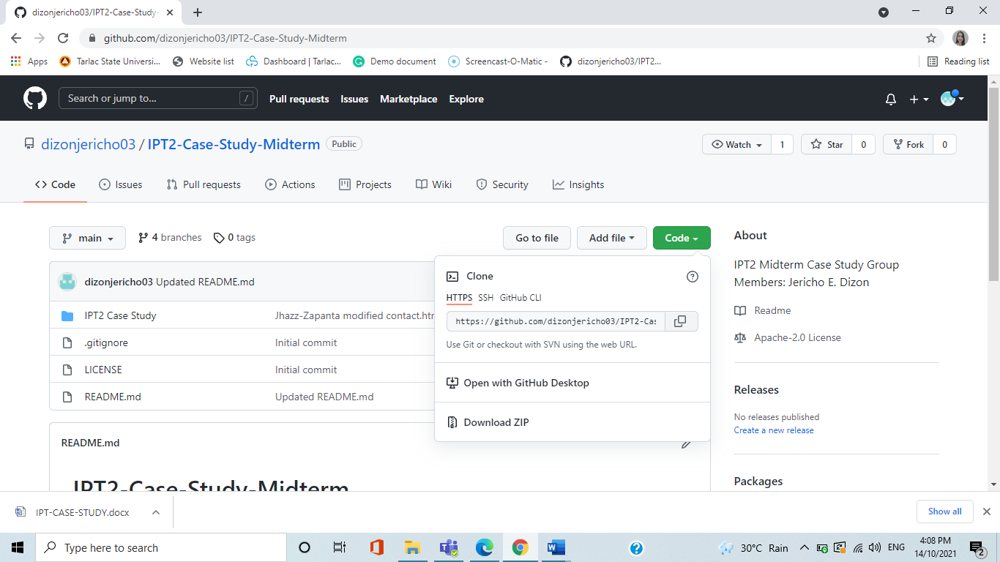 dizonjericho03/IPT2-Case-Study-
github.com/dizonjericho03/IPT2-Case-Study-Midterm
Apps
Tarlac State Universi...
Website list
Dashboard | Tarlac...
Demo document
Screencast-O-Matic -
dizonjericho03/IPT2...
Reading list
Search or jump to...
/
Pull requests
Issues
Marketplace
Explore
dizonjericho03 / IPT2-Case-Study-Midterm
Public
Watch
1
Star
0
Fork
0
Code
Issues
Pull requests
Actions
Projects
Wiki
Security
Insights
main
4 branches
0 tags
Go to file
Add file
Code
dizonjericho03 Updated README.md
IPT2 Case Study
Jhazz-Zapanta modified contact.htm
.gitignore
Initial commit
LICENSE
Initial commit
README.md
Updated README.md
Clone
HTTPS
SSH
GitHub CLI
https://github.com/dizonjericho03/IPT2-Cas
Use Git or checkout with SVN using the web URL.
Open with GitHub Desktop
Download ZIP
About
IPT2 Midterm Case Study Group
Members: Jericho E. Dizon
Readme
Apache-2.0 License
Releases
No releases published
Create a new release
Packages
README.md
IPT2-Case-Study-Midterm
IPT-CASE-STUDY.docx
Show all
Type here to search
30°C Rain
ENG
4:08 PM
14/10/2021
2